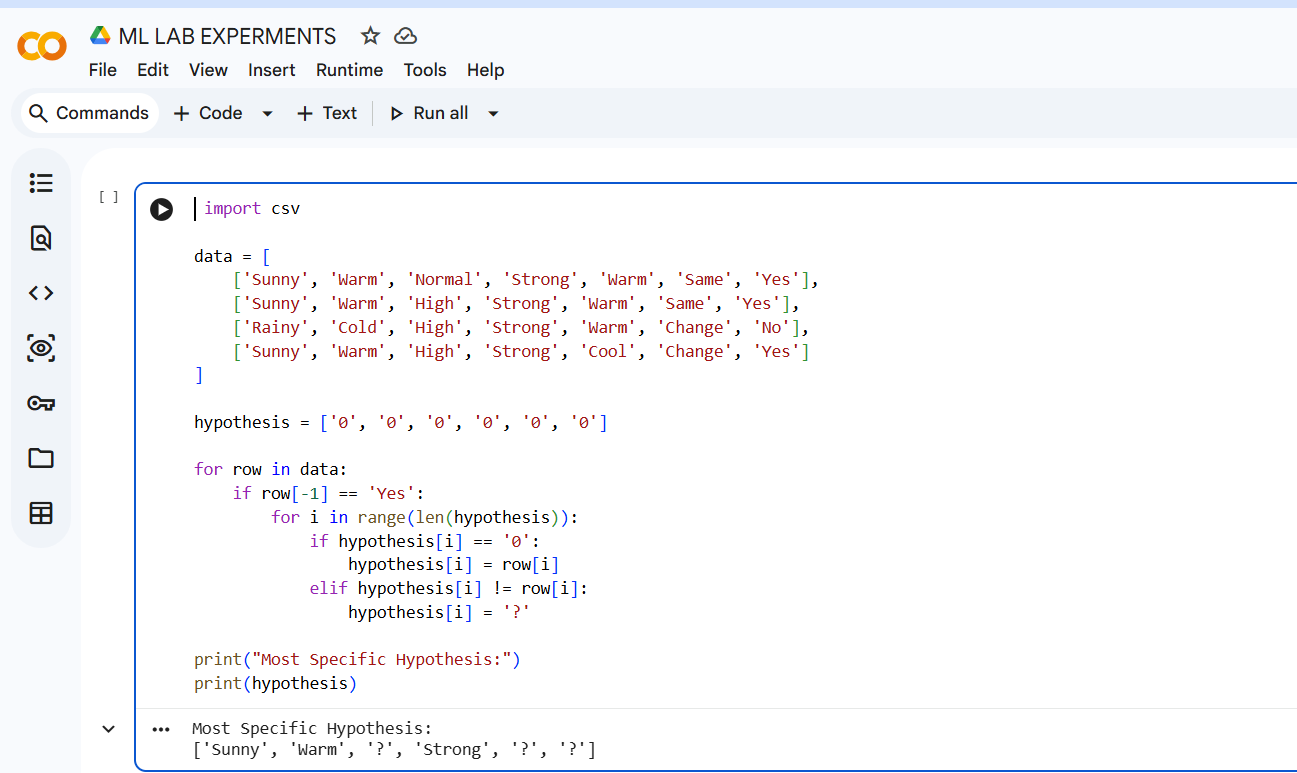 ML LAB EXPERMENTS
File Edit View Insert Runtime Tools Help
Commands + Code + Text Run all
[ ]
import csv
data = [
    ['Sunny', 'Warm', 'Normal', 'Strong', 'Warm', 'Same', 'Yes'],
    ['Sunny', 'Warm', 'High', 'Strong', 'Warm', 'Same', 'Yes'],
    ['Rainy', 'Cold', 'High', 'Strong', 'Warm', 'Change', 'No'],
    ['Sunny', 'Warm', 'High', 'Strong', 'Cool', 'Change', 'Yes']
]
hypothesis = ['0', '0', '0', '0', '0', '0']
for row in data:
    if row[-1] == 'Yes':
        for i in range(len(hypothesis)):
            if hypothesis[i] == '0':
                hypothesis[i] = row[i]
            elif hypothesis[i] != row[i]:
                hypothesis[i] = '?'
print("Most Specific Hypothesis:")
print(hypothesis)
Most Specific Hypothesis:
['Sunny', 'Warm', '?', 'Strong', '?', '?']